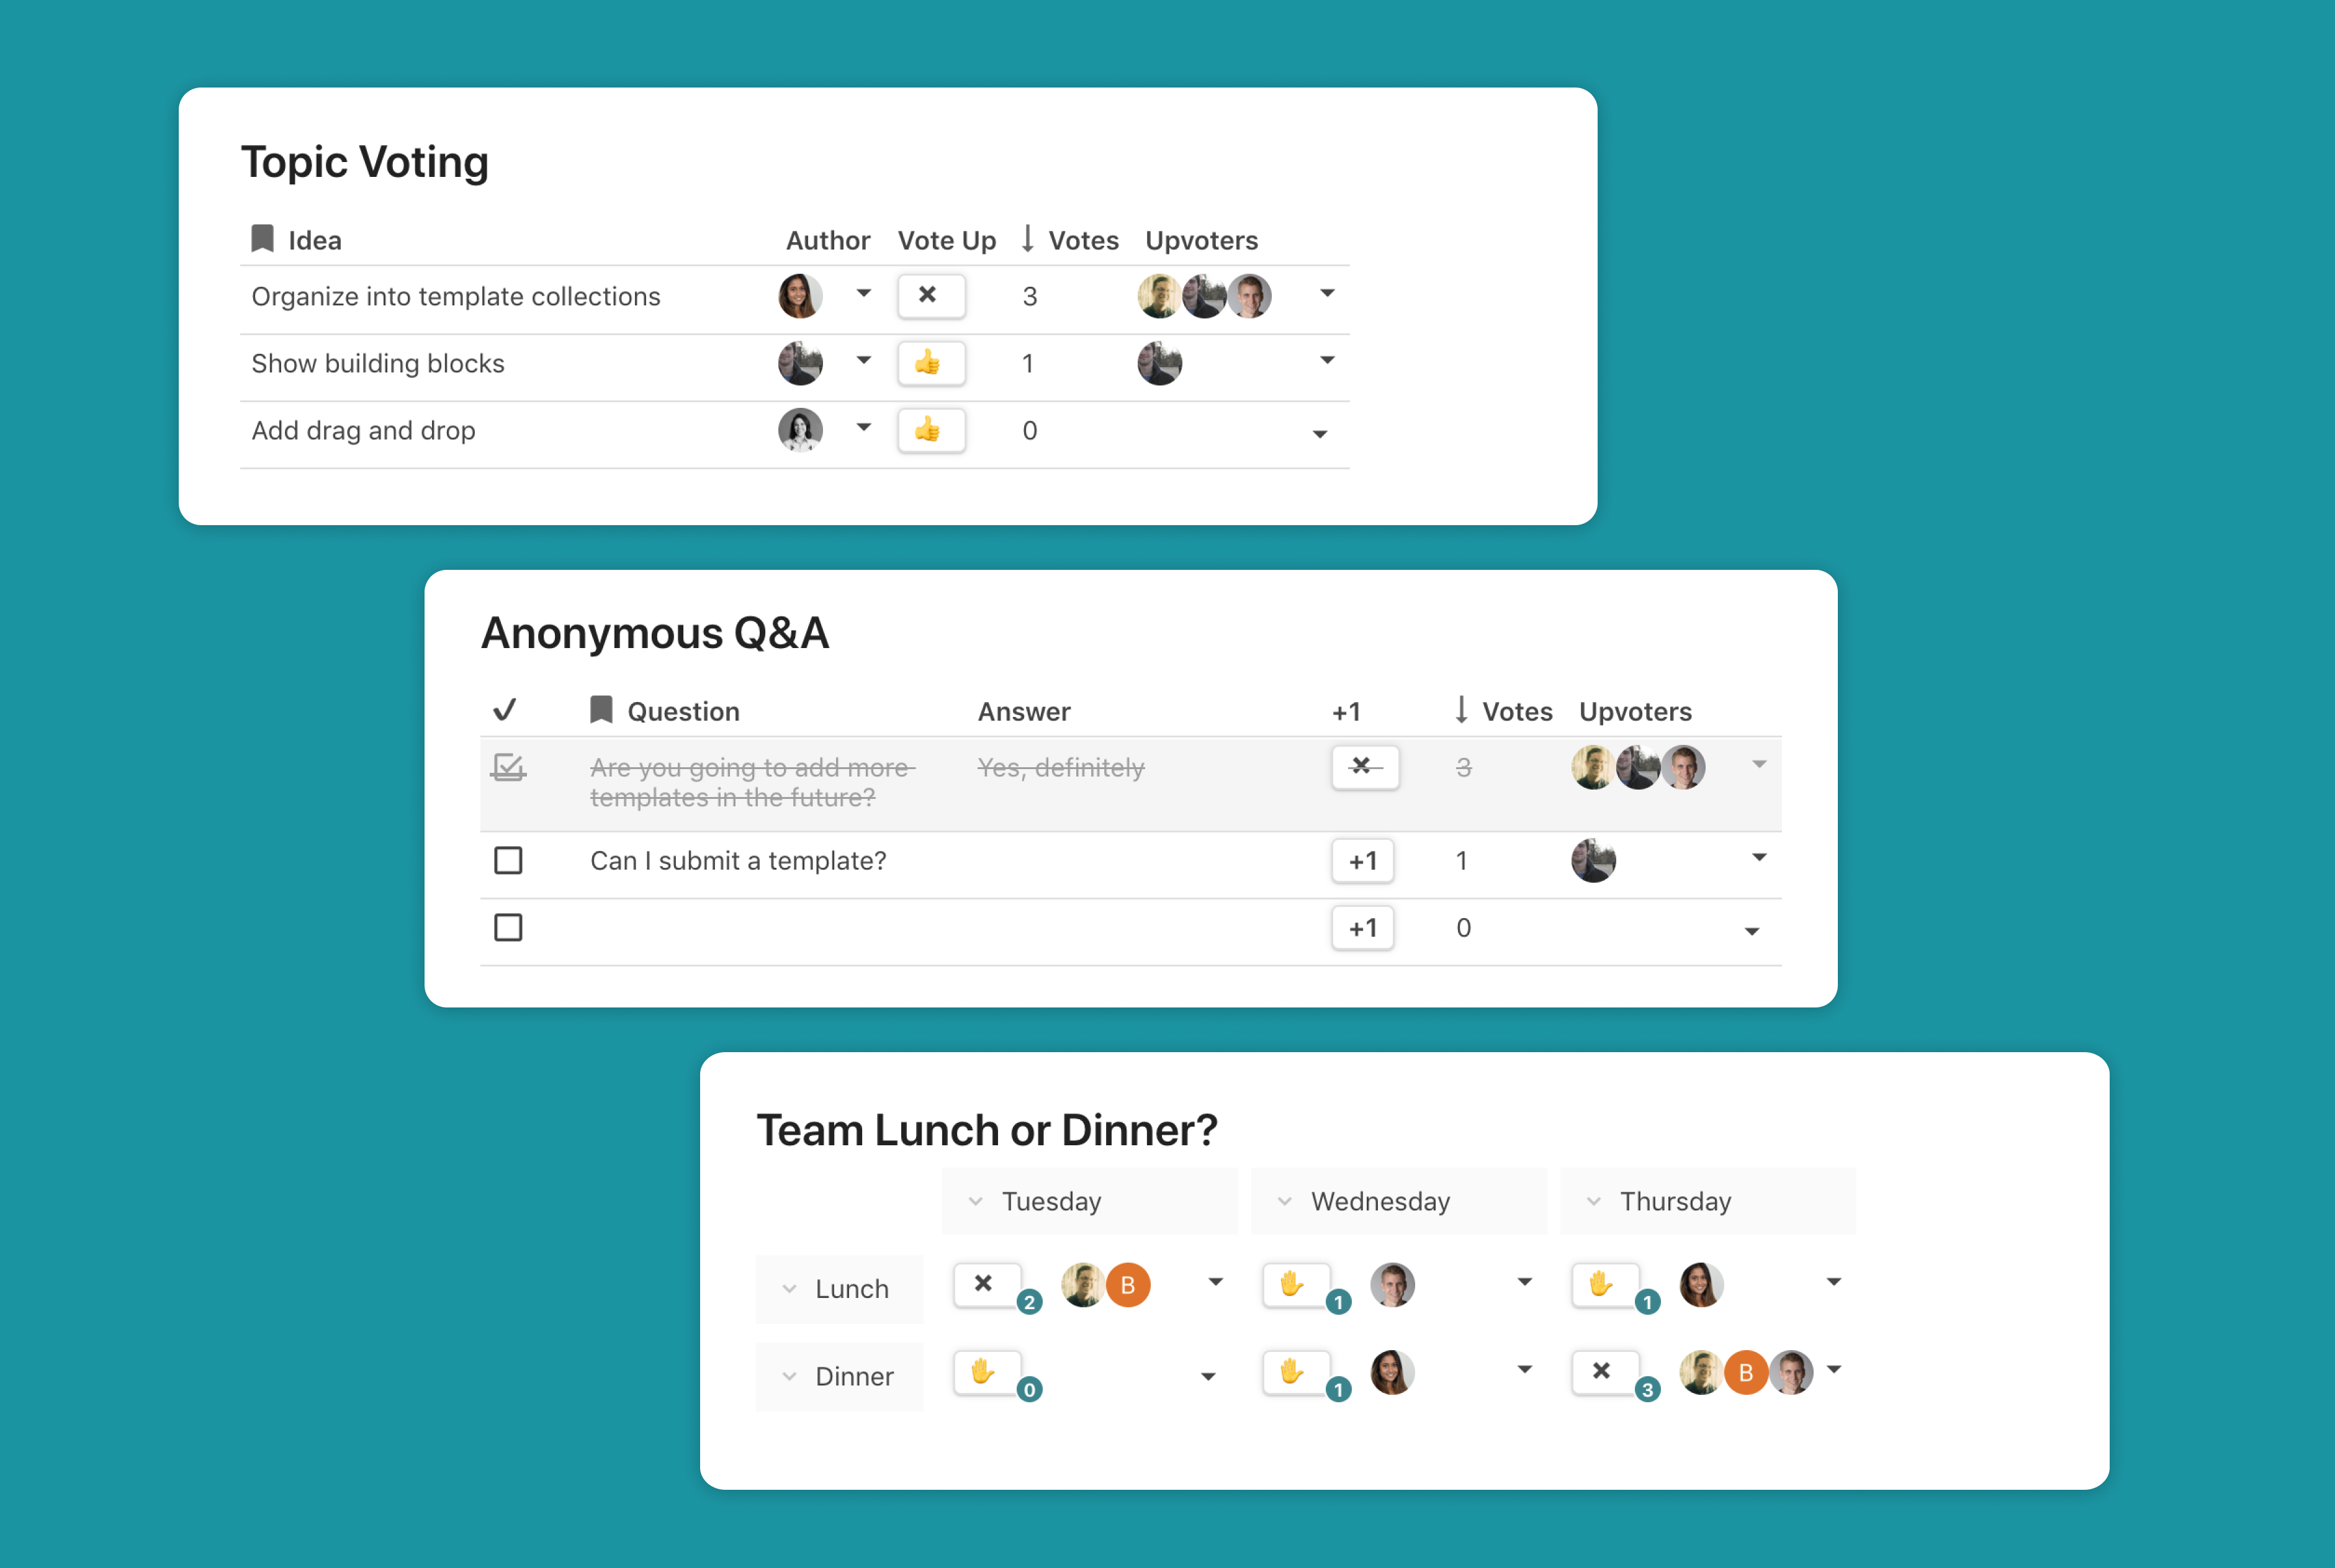 Topic Voting
Idea Author Vote Up ↓ Votes Upvoters
Organize into template collections 3
Show building blocks 1
Add drag and drop 0
Anonymous Q&A
Question Answer +1 ↓ Votes Upvoters
Are you going to add more Yes, definitely 3
templates in the future?
Can I submit a template? +1 1
+1 0
Team Lunch or Dinner?
Tuesday Wednesday Thursday
Lunch 2 B 1 1
Dinner 0 1 3 B